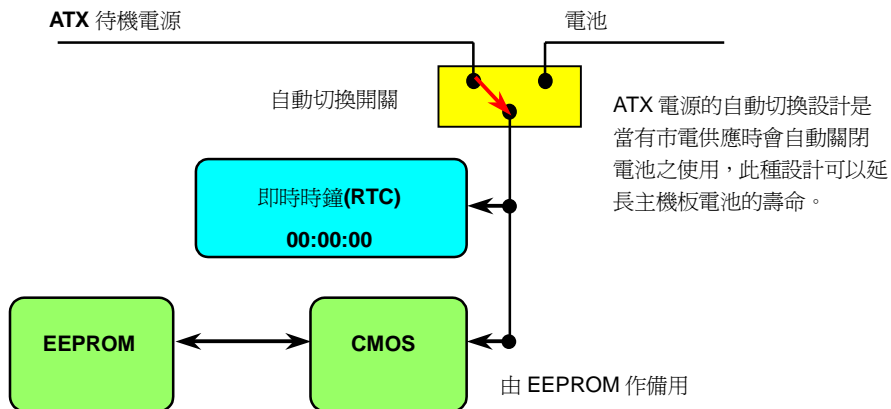 ATX 待機電源
電池
自動切換開關
ATX 電源的自動切換設計是
當有市電供應時會自動關閉
電池之使用，此種設計可以延
長主機板電池的壽命。
即時時鐘(RTC)
00:00:00
EEPROM
CMOS
由 EEPROM 作備用